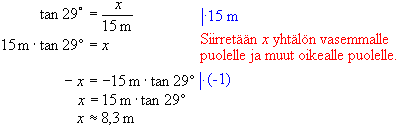 tan 29° = x / 15 m |·15 m
15 m · tan 29° = x
Siirretään x yhtälön vasemmalle
puolelle ja muut oikealle puolelle.
− x = −15 m · tan 29° |·(-1)
x = 15 m · tan 29°
x ≈ 8,3 m